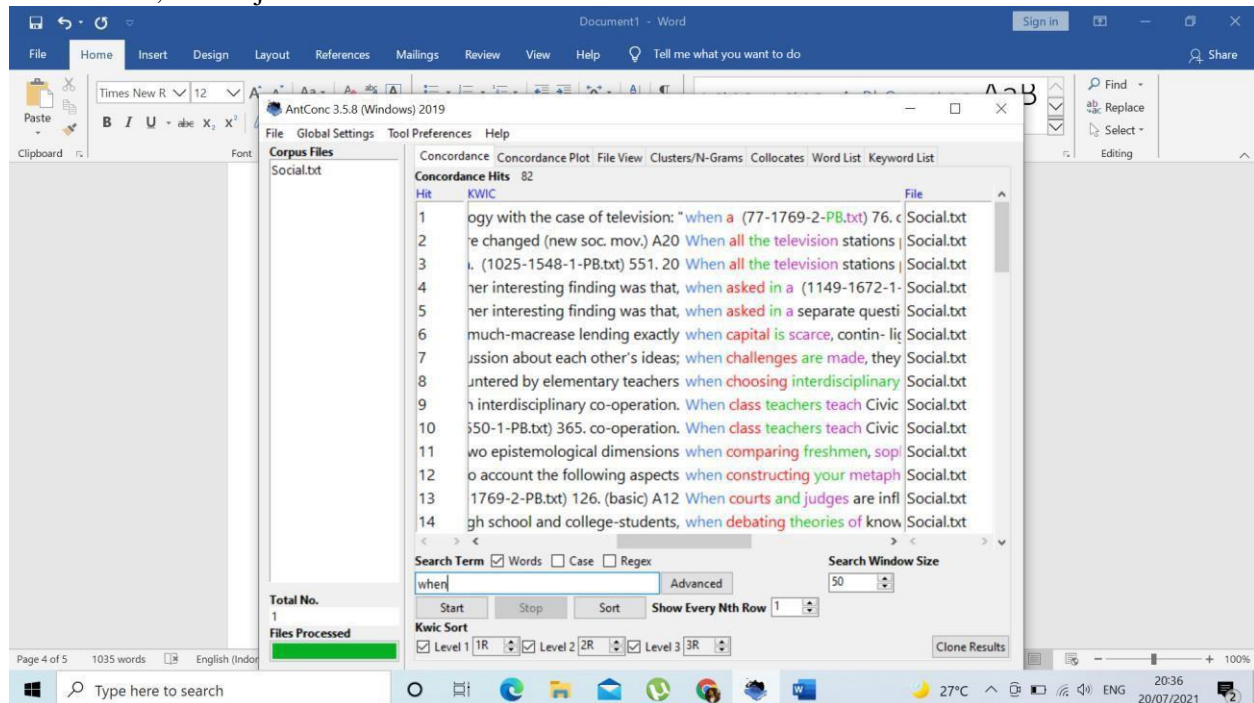 Document1 - Word
Sign in
File Home Insert Design Layout References Mailings Review View Help Tell me what you want to do
Share
Paste
Clipboard
Times New R 12
B I U abc X₂ X²
Font
Find
Replace
Select
Editing
AntConc 3.5.8 (Windows) 2019
File Global Settings Tool Preferences Help
Corpus Files
Social.txt
Concordance Concordance Plot File View Clusters/N-Grams Collocates Word List Keyword List
Concordance Hits 82
Hit KWIC File
1 ogy with the case of television: "when a (77-1769-2-PB.txt) 76. Social.txt
2 e changed (new soc. mov.) A20 When all the television stations Social.txt
3 (1025-1548-1-PB.txt) 551. 20 When all the television stations Social.txt
4 her interesting finding was that, when asked in a (1149-1672-1- Social.txt
5 her interesting finding was that, when asked in a separate questi Social.txt
6 much-macrease lending exactly when capital is scarce, contin- Social.txt
7 ussion about each other's ideas; when challenges are made, they Social.txt
8 untered by elementary teachers when choosing interdisciplinary Social.txt
9 interdisciplinary co-operation. When class teachers teach Civic Social.txt
10 550-1-PB.txt) 365. co-operation. When class teachers teach Civic Social.txt
11 wo epistemological dimensions when comparing freshmen, sop Social.txt
12 o account the following aspects when constructing your metaph Social.txt
13 1769-2-PB.txt) 126. (basic) A12 When courts and judges are infl Social.txt
14 gh school and college-students, when debating theories of know Social.txt
Search Term Words Case Regex Search Window Size
when Advanced 50
Start Stop Sort Show Every Nth Row 1
Kwic Sort
Level 1 1R Level 2 2R Level 3 3R Clone Results
Total No.
1
Files Processed
Page 4 of 5 1035 words English (Indon 100%
Type here to search
27°C ENG 20:36
20/07/2021
2